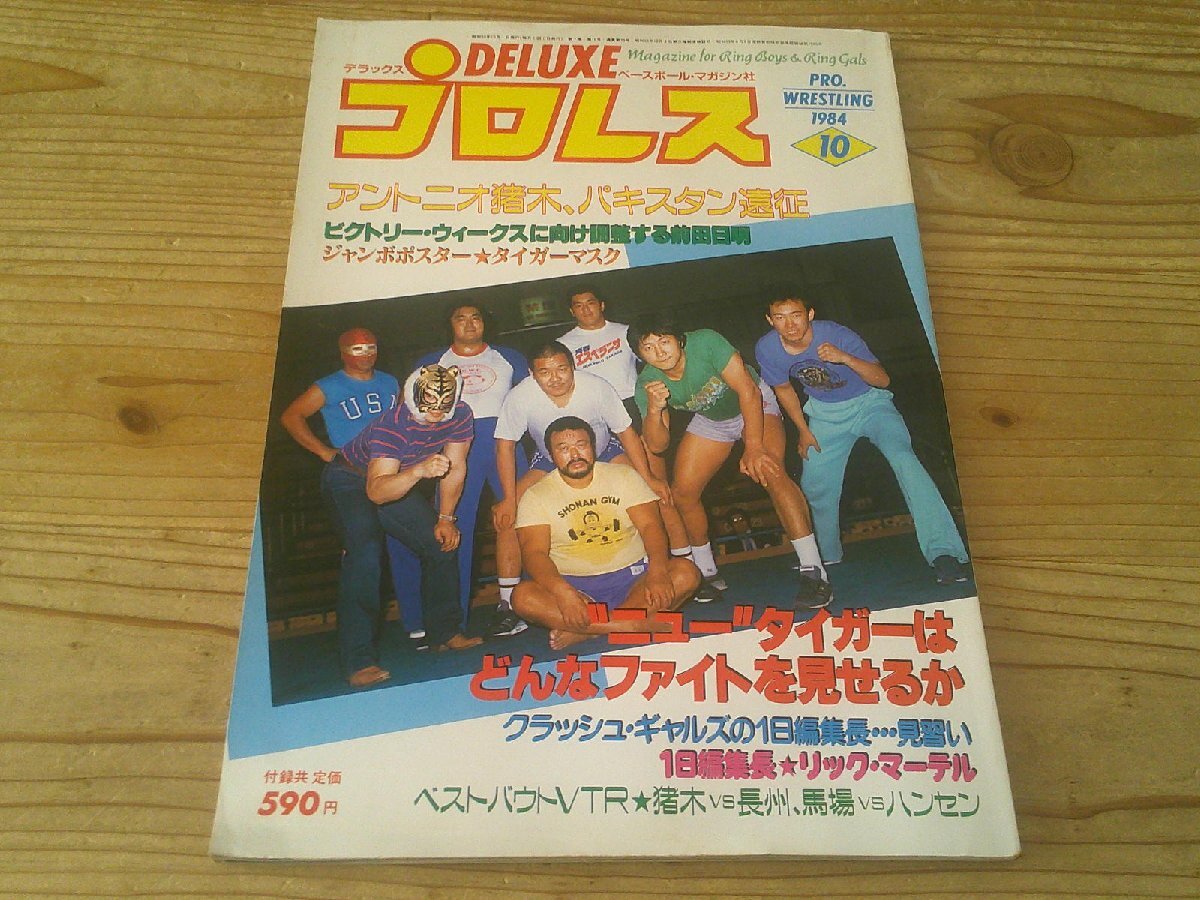 DELUXE
Magazine for Ring Boys & Ring Gals
デラックス
ベースボール・マガジン社
プロレス
PRO.
WRESTLING
1984
10
アントニオ猪木、パキスタン遠征
ビクトリー・ウィークスに向け調整する前田日明
ジャンボポスター★タイガーマスク
USA
SHONAN GYM
"ニュー"タイガーは
どんなファイトを見せるか
クラッシュ・ギャルズの1日編集長…見習い
1日編集長★リック・マーテル
ベストバウトVTR★猪木VS長州、馬場VSハンセン
付録共 定価
590円